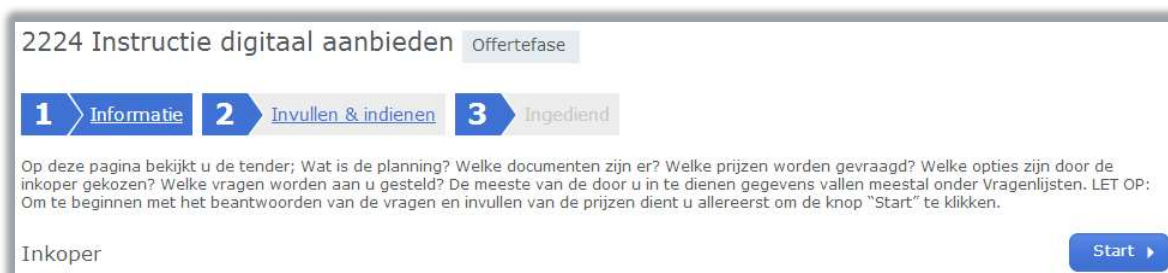 2224 Instructie digitaal aanbieden Offertefase
1 Informatie 2 Invullen & indienen 3 Ingediend
Op deze pagina bekijkt u de tender; Wat is de planning? Welke documenten zijn er? Welke prijzen worden gevraagd? Welke opties zijn door de
inkoper gekozen? Welke vragen worden aan u gesteld? De meeste van de door u in te dienen gegevens vallen meestal onder Vragenlijsten. LET OP:
Om te beginnen met het beantwoorden van de vragen en invullen van de prijzen dient u allereerst om de knop "Start" te klikken.
Inkoper Start